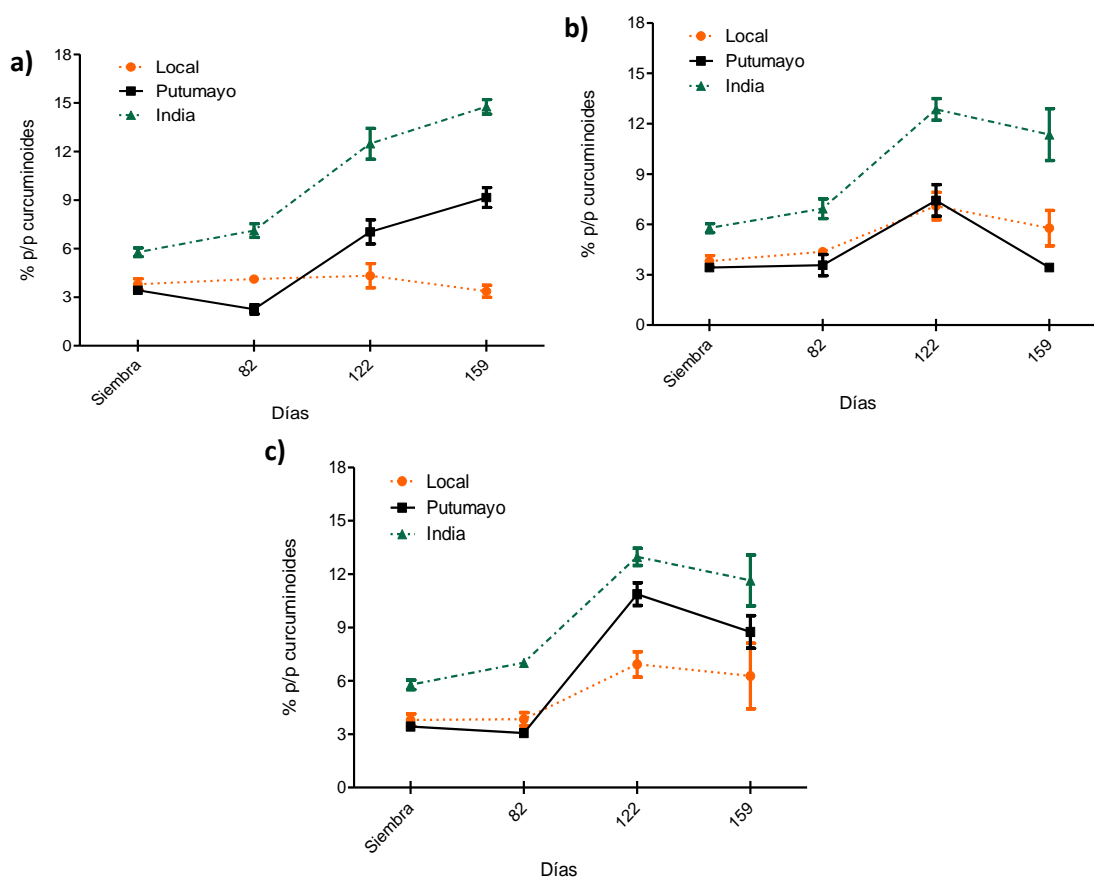 a)
18
15
12
9
6
3
0
% p/p curcuminoides
Local
Putumayo
India
Siembra
82
122
159
Días
b)
18
15
12
9
6
3
0
% p/p curcuminoides
Local
Putumayo
India
Siembra
82
122
159
Días
c)
18
15
12
9
6
3
0
% p/p curcuminoides
Local
Putumayo
India
Siembra
82
122
159
Días